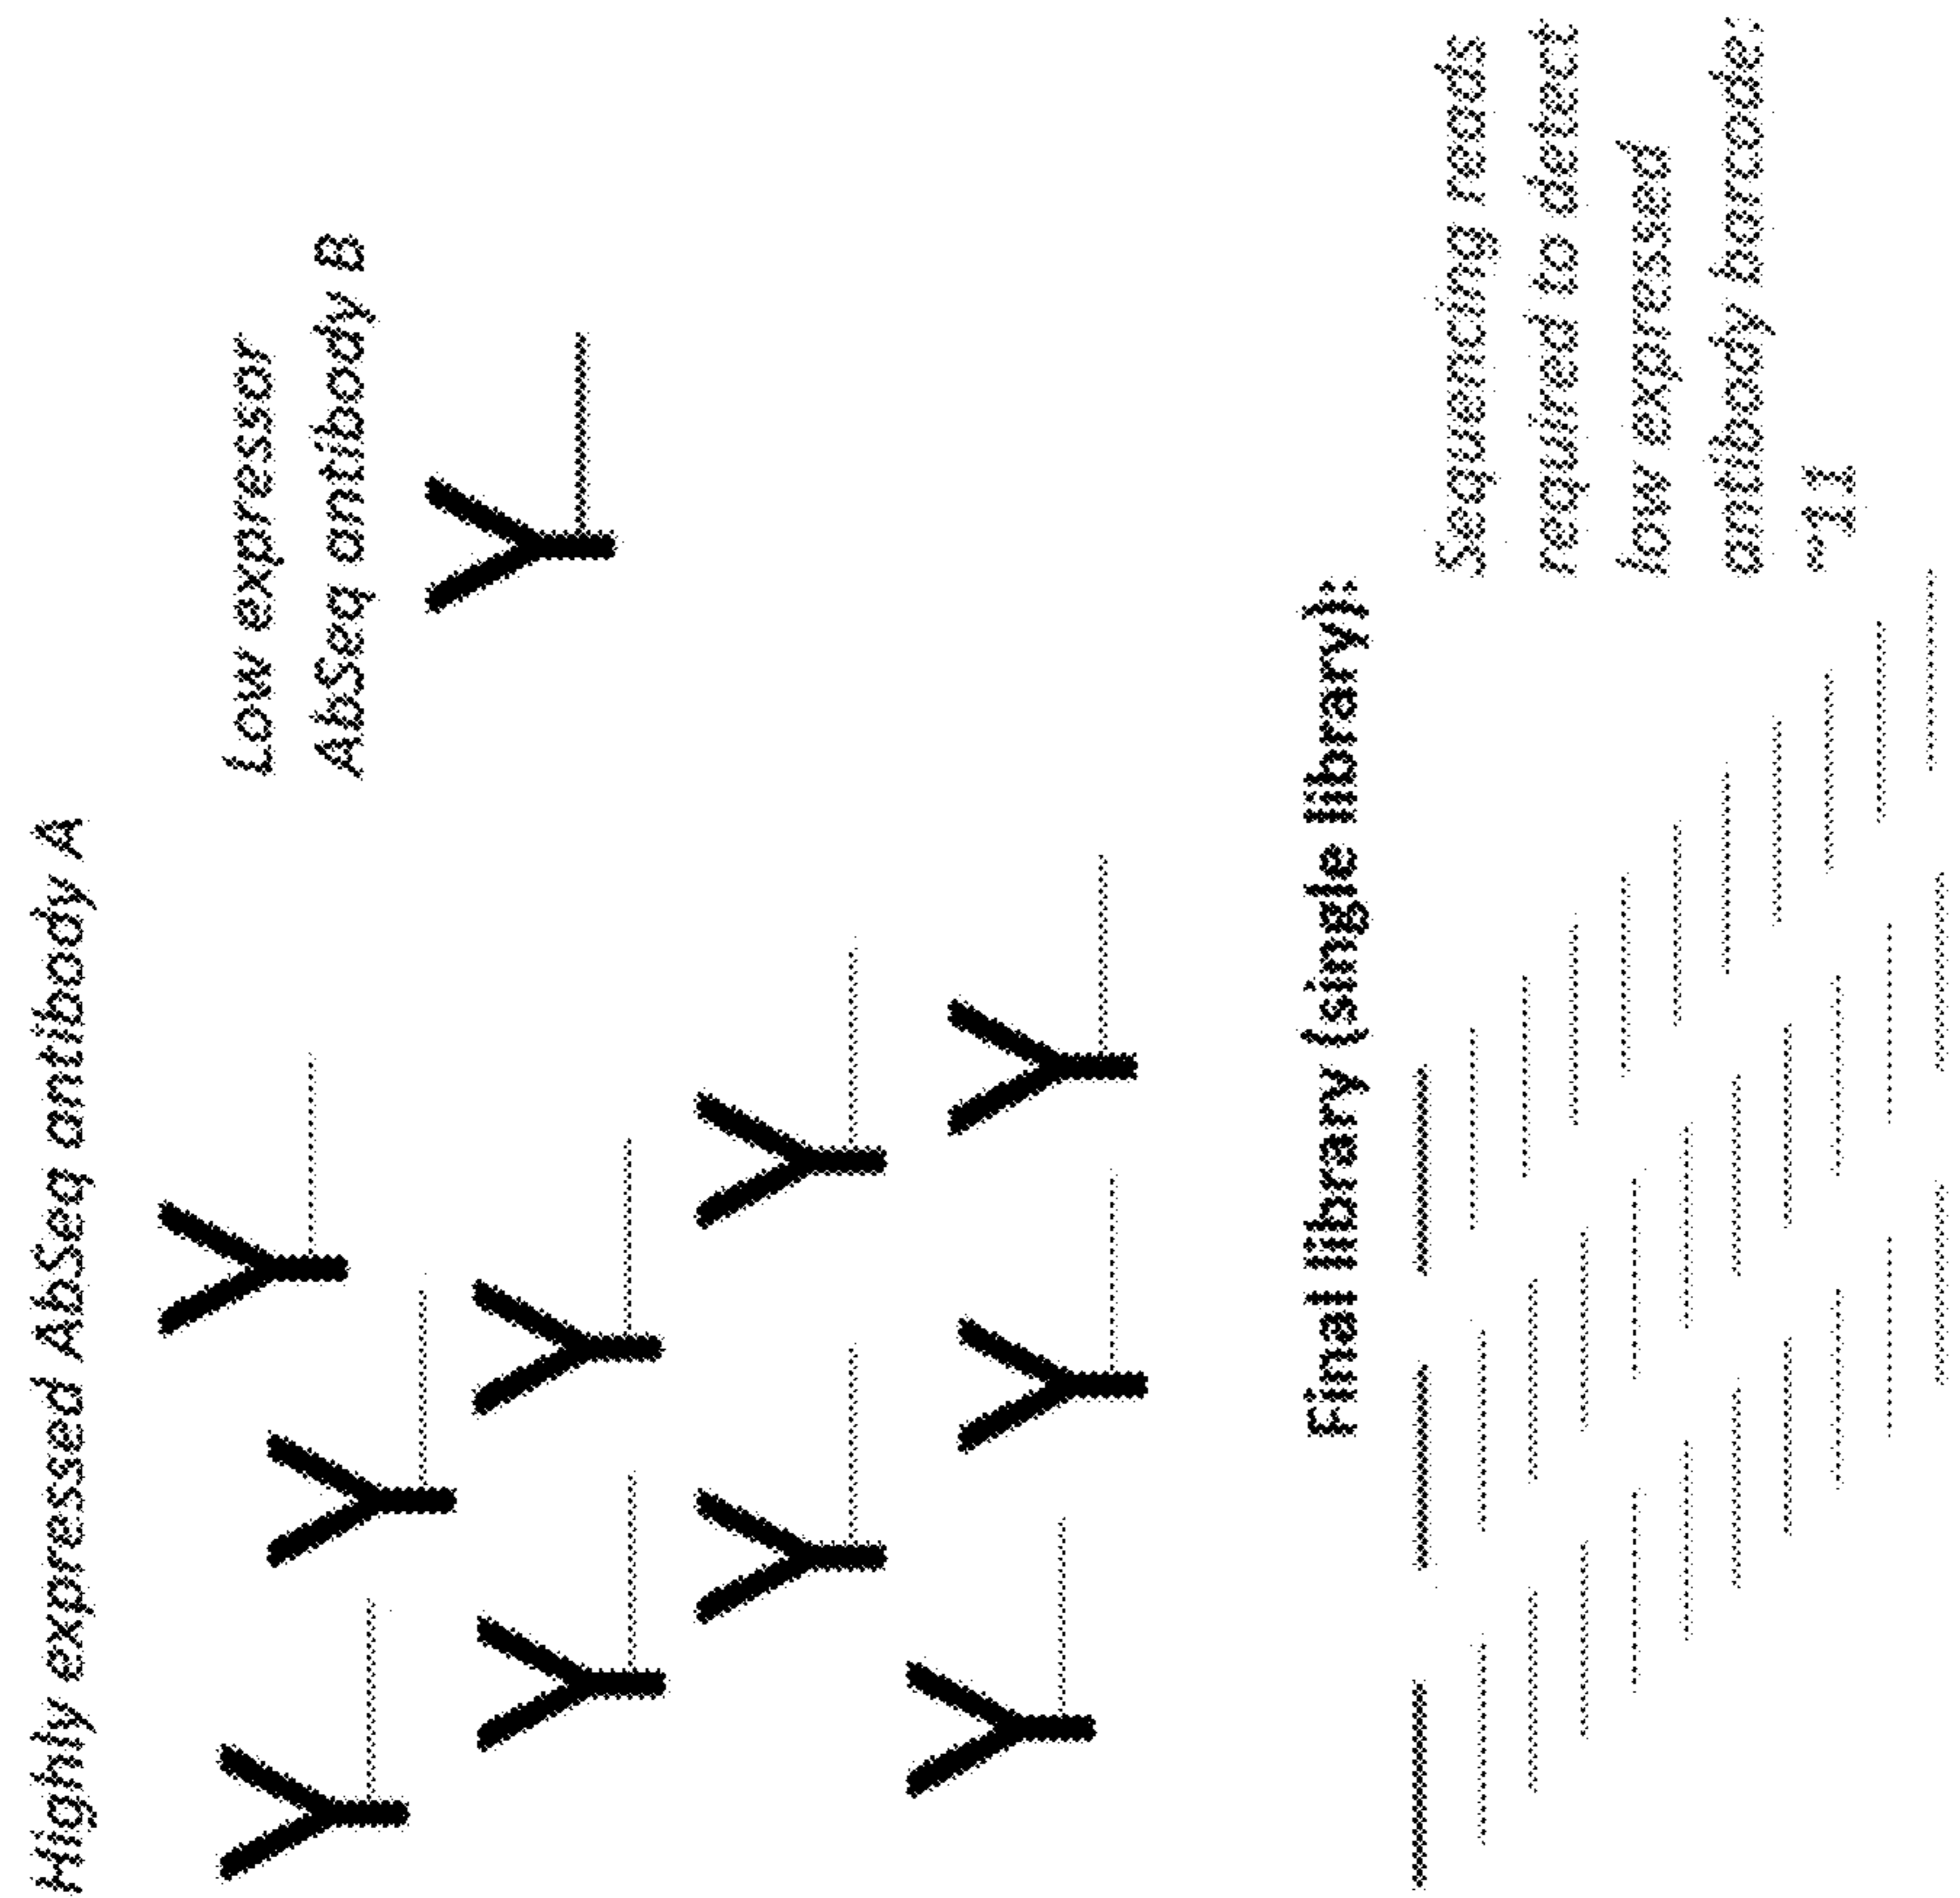 Highly expressed AbSeq antibody A
Low expressor
AbSeq antibody B
Final library (single library):
Sequencing reads
required to detect
low expressed
antibody barcode:
~11